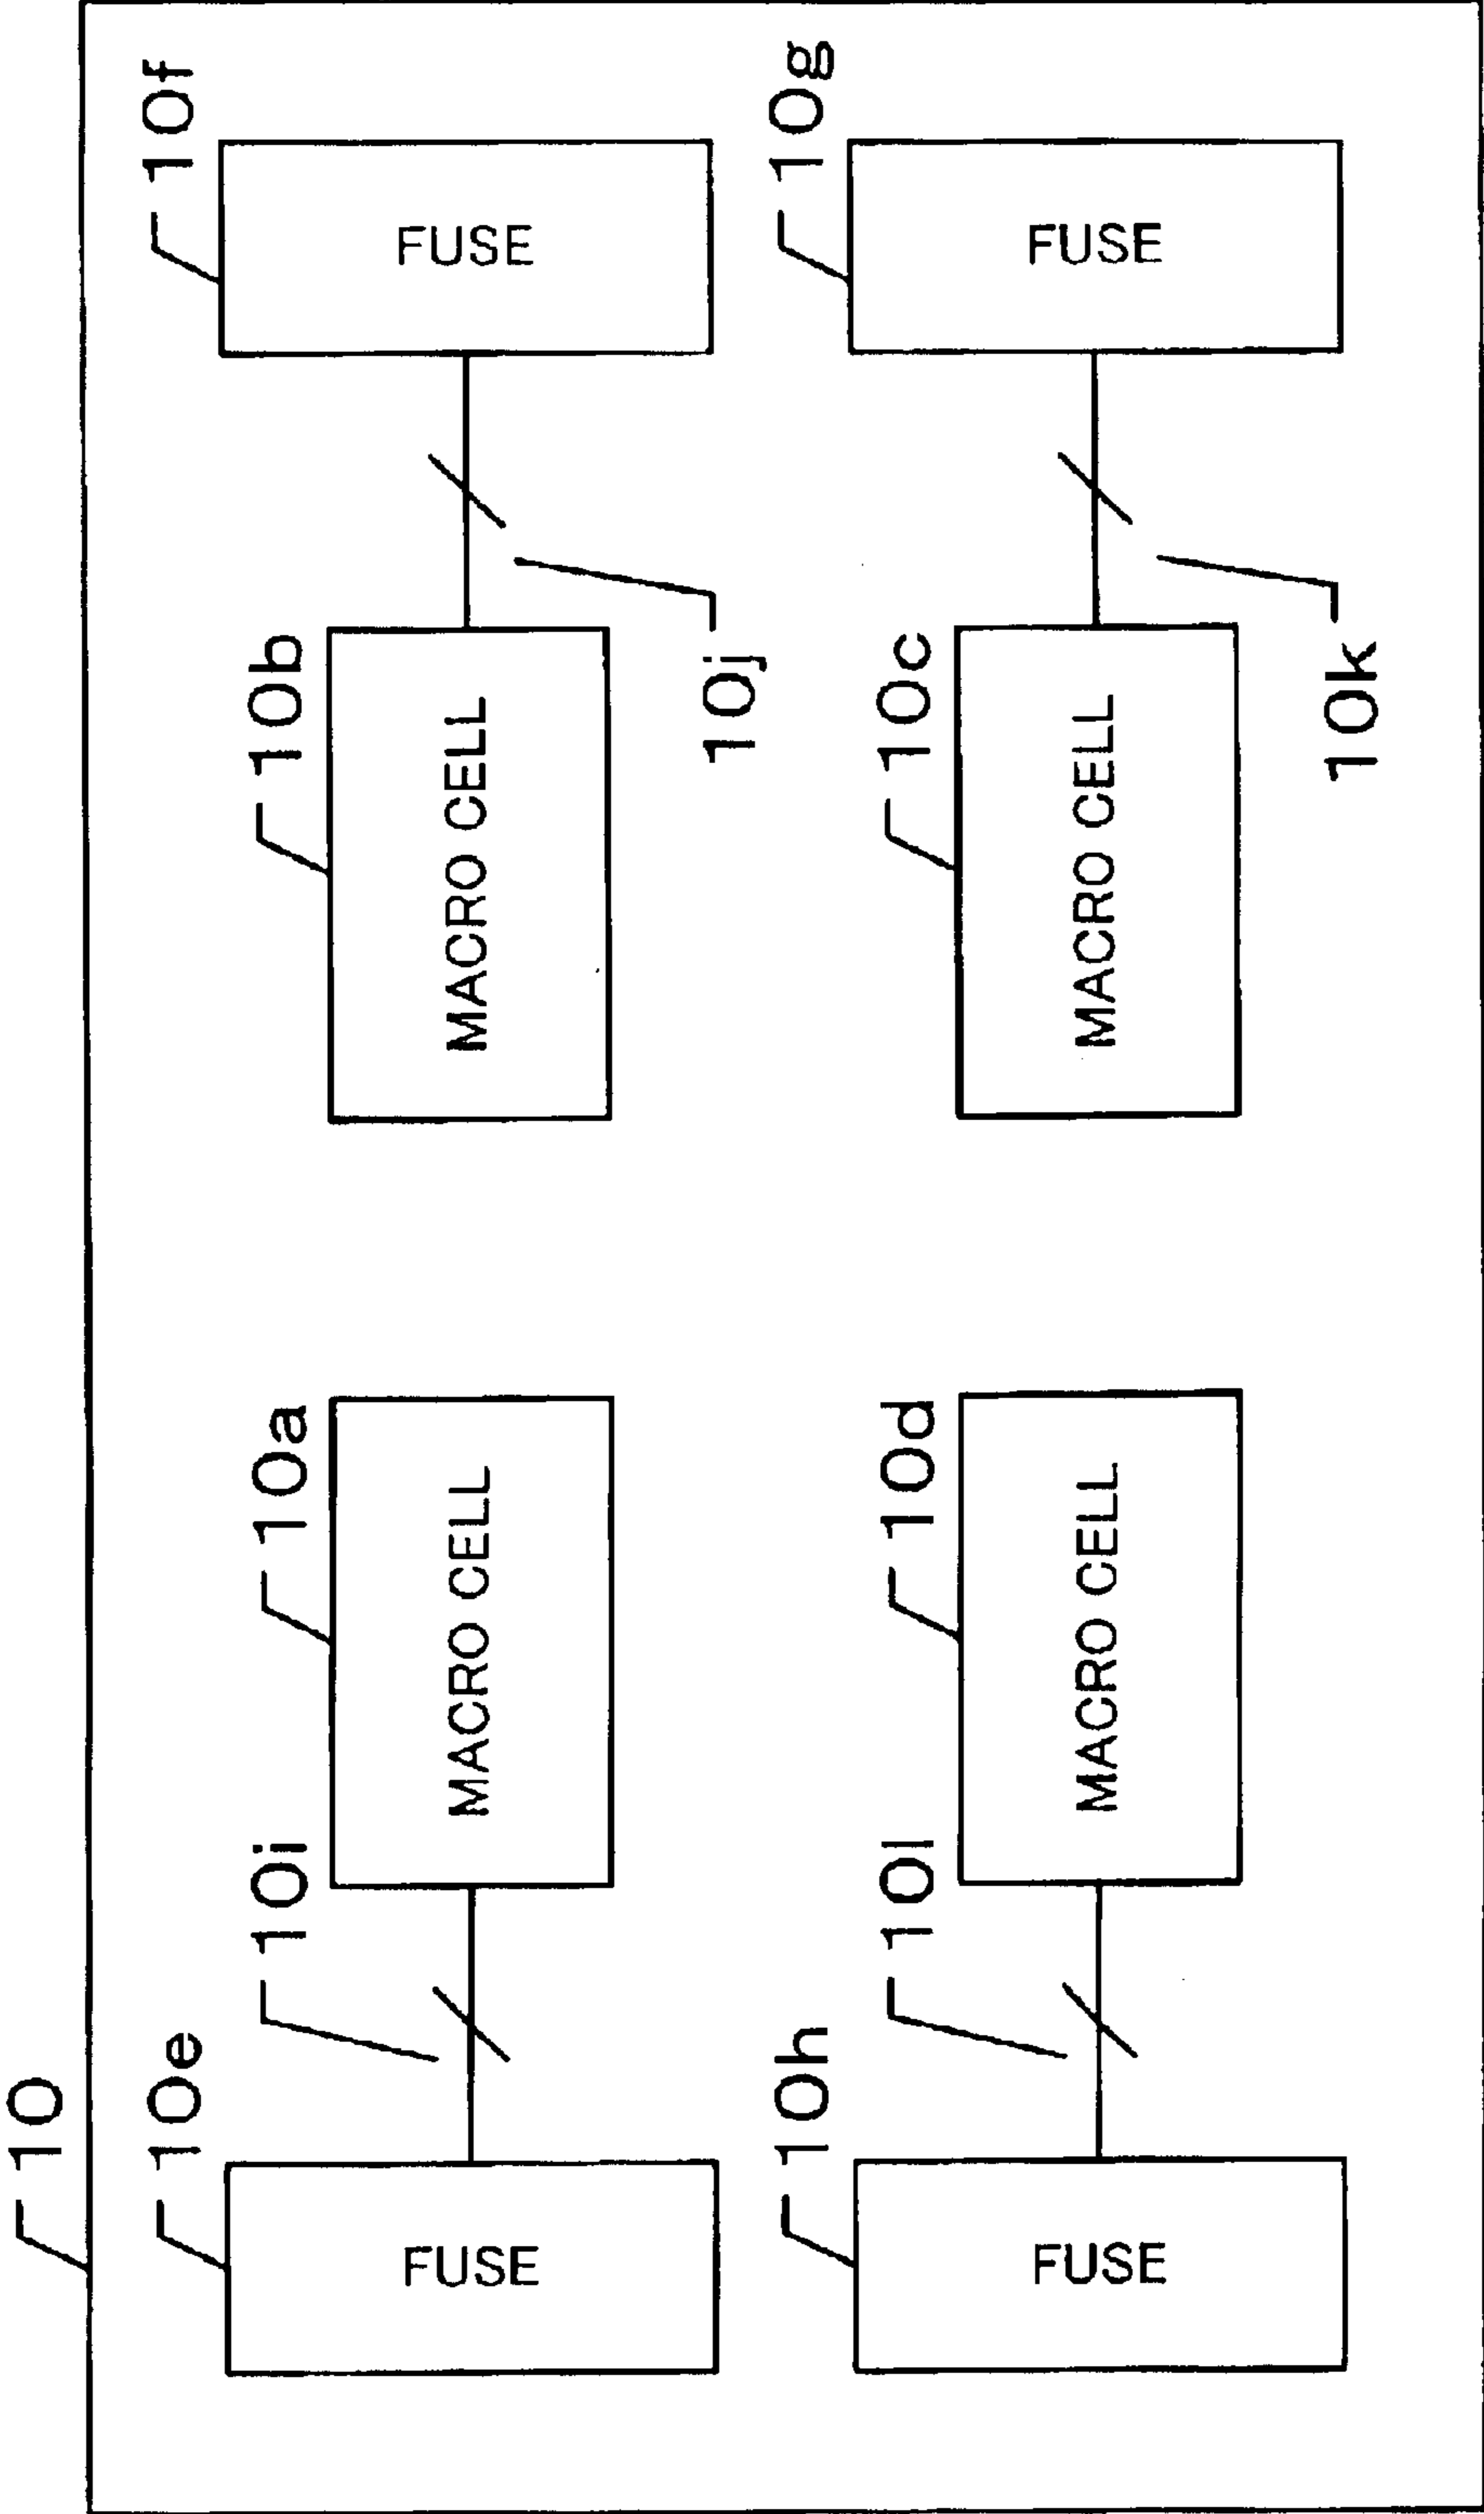 10
10e
10f
10i
10a
10b
FUSE
MACRO CELL
MACRO CELL
FUSE
10j
10h
10g
10l
10d
10c
FUSE
MACRO CELL
MACRO CELL
FUSE
10k